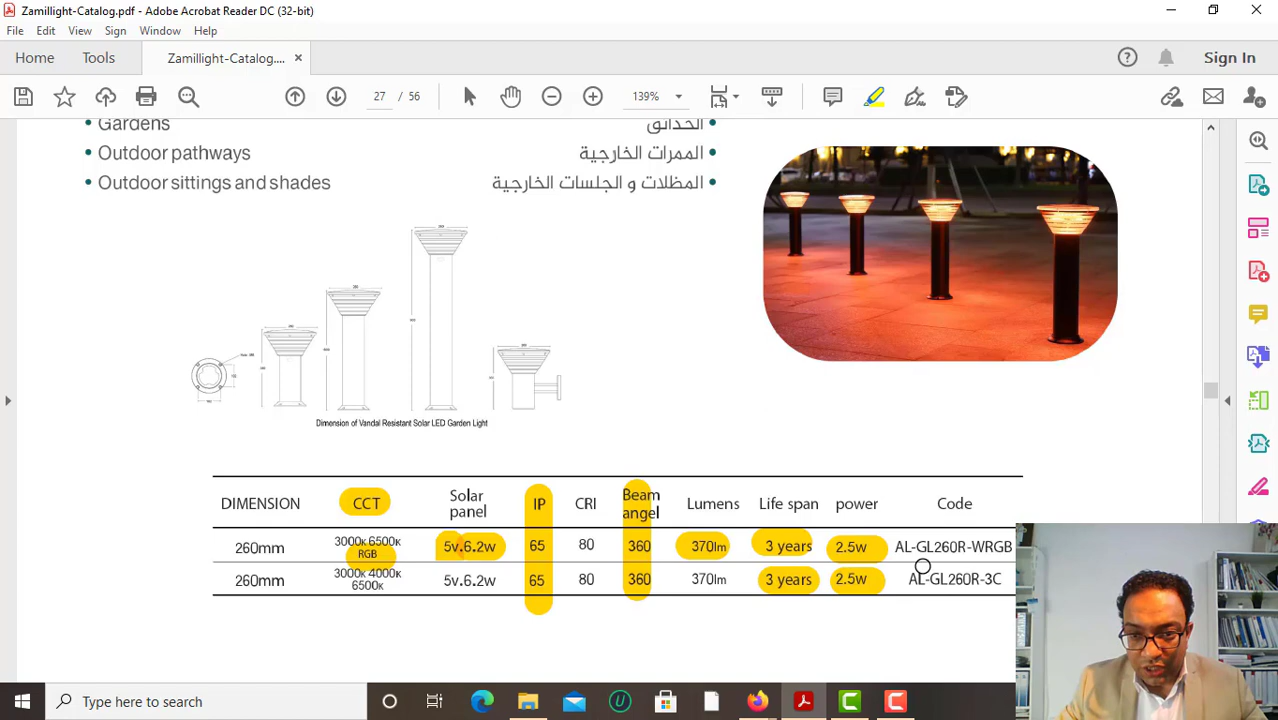 Zamillight-Catalog.pdf - Adobe Acrobat Reader DC (32-bit)
File Edit View Sign Window Help
Home Tools Zamillight-Catalog.... × Sign In
27 / 56 139%
• Gardens
الحدائق •
• Outdoor pathways
الممرات الخارجية •
• Outdoor sittings and shades
المظلات و الجلسات الخارجية •
Dimension of Vandal Resistant Solar LED Garden Light
DIMENSION CCT Solar panel IP CRI Beam angel Lumens Life span power Code
260mm 3000K 6500K RGB 5v.6.2w 65 80 360 370lm 3 years 2.5w AL-GL260R-WRGB
260mm 3000K 4000K 6500K 5v.6.2w 65 80 360 370lm 3 years 2.5w AL-GL260R-3C
Type here to search